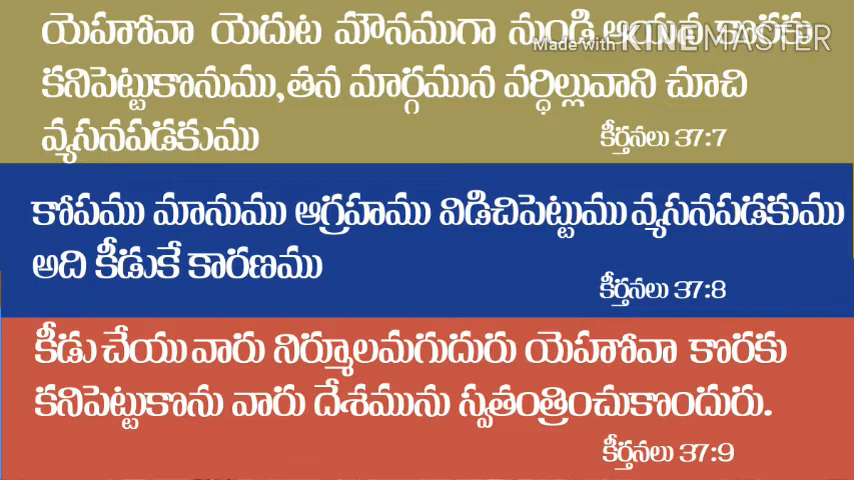 యెహోవా యెదుట మౌనముగా నుండి ఆయన కొరకు
Made with KINEMASTER
కనిపెట్టుకొనుము,తన మార్గమున వర్ధిల్లువాని చూచి
వ్యసనపడకుము
కీర్తనలు 37:7
కోపము మానుము ఆగ్రహము విడిచిపెట్టుము వ్యసనపడకుము
అది కీడుకే కారణము
కీర్తనలు 37:8
కీడు చేయు వారు నిర్మూలమగుదురు యెహోవా కొరకు
కనిపెట్టుకొను వారు దేశమును స్వతంత్రించుకొందురు.
కీర్తనలు 37:9